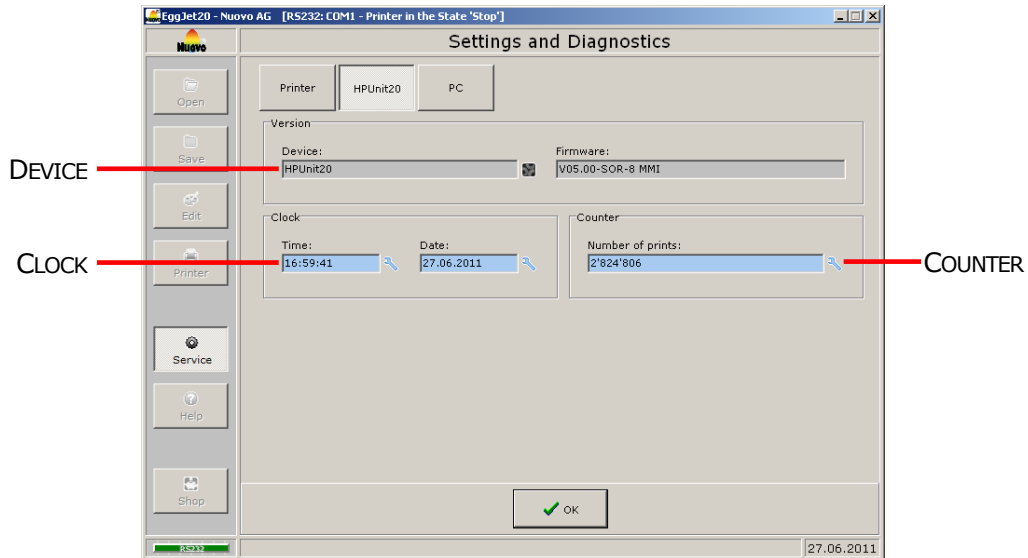 EggJet20 - Nuovo AG [RS232: COM1 - Printer in the State 'Stop']
Nuovo
Settings and Diagnostics
Open
Save
Edit
Printer
Service
Help
Shop
Printer HPUnit20 PC
Version
Device: Firmware:
HPUnit20 V05.00-SOR-8 MMI
Clock Counter
Time: Date: Number of prints:
16:59:41 27.06.2011 2'824'806
OK
RS232 27.06.2011
DEVICE
CLOCK
COUNTER